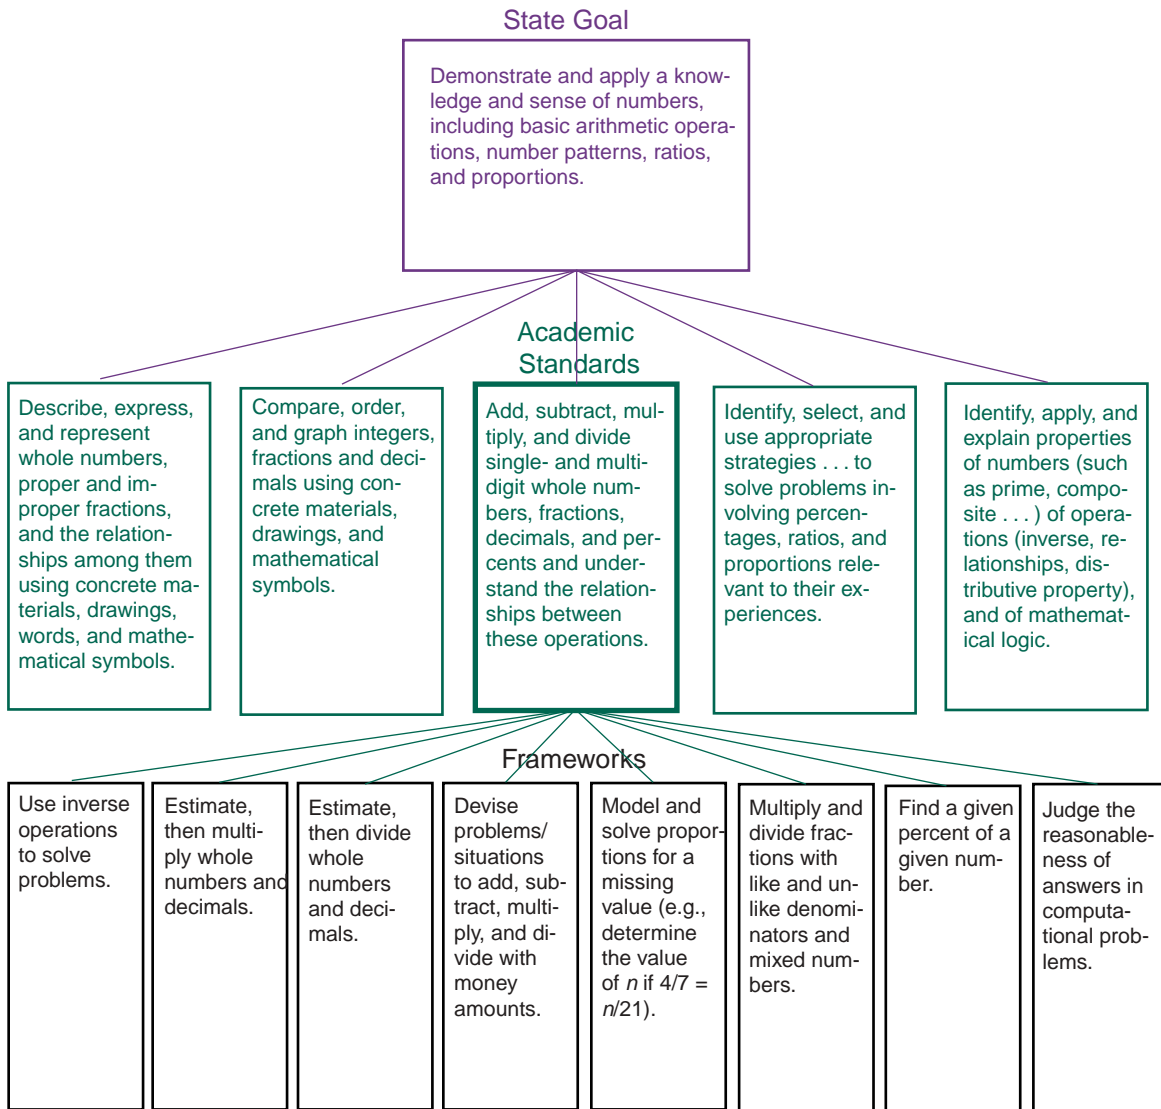 State Goal
Demonstrate and apply a know-
ledge and sense of numbers,
including basic arithmetic opera-
tions, number patterns, ratios,
and proportions.
Academic
Standards
Describe, express,
and represent
whole numbers,
proper and im-
proper fractions,
and the relation-
ships among them
using concrete ma-
terials, drawings,
words, and mathe-
matical symbols.
Compare, order,
and graph integers,
fractions and deci-
mals using con-
crete materials,
drawings, and
mathematical
symbols.
Add, subtract, mul-
tiply, and divide
single- and multi-
digit whole num-
bers, fractions,
decimals, and per-
cents and under-
stand the relation-
ships between
these operations.
Identify, select, and
use appropriate
strategies . . . to
solve problems in-
volving percen-
tages, ratios, and
proportions rele-
vant to their ex-
periences.
Identify, apply, and
explain properties
of numbers (such
as prime, compo-
site . . . ) of opera-
tions (inverse, re-
lationships, dis-
tributive property),
and of mathemat-
ical logic.
Frameworks
Use inverse
operations
to solve
problems.
Estimate,
then multi-
ply whole
numbers and
decimals.
Estimate,
then divide
whole
numbers
and deci-
mals.
Devise
problems/
situations
to add, sub-
tract, multi-
ply, and di-
vide with
money
amounts.
Model and
solve propor-
tions for a
missing
value (e.g.,
determine
the value
of n if 4/7 =
n/21).
Multiply and
divide frac-
tions with
like and un-
like denomi-
nators and
mixed num-
bers.
Find a given
percent of a
given num-
ber.
Judge the
reasonable-
ness of
answers in
computa-
tional prob-
lems.